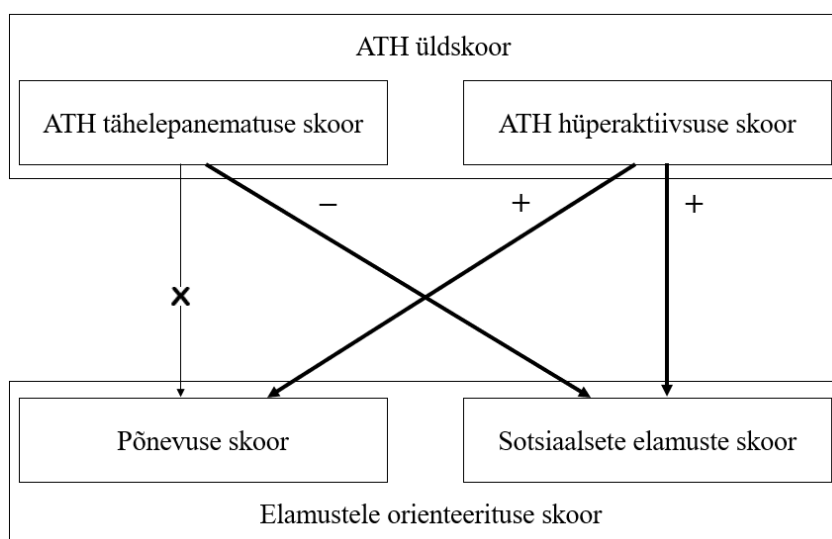 ATH üldskoor
ATH tähelepanematuse skoor
ATH hüperaktiivsuse skoor
–
+
+
x
Põnevuse skoor
Sotsiaalsete elamuste skoor
Elamustele orienteerituse skoor